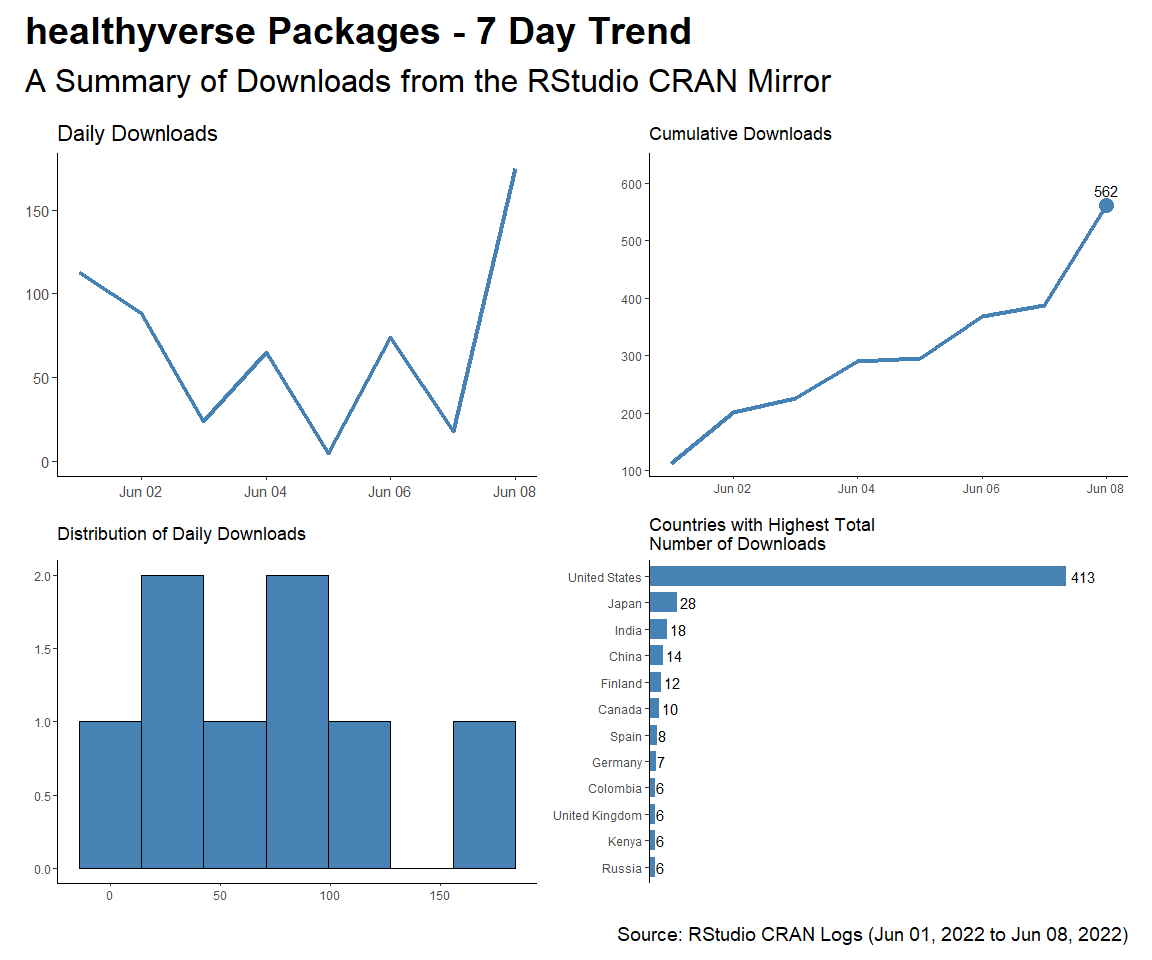 healthyverse Packages - 7 Day Trend
A Summary of Downloads from the RStudio CRAN Mirror
Daily Downloads
150
100
50
0
Jun 02 Jun 04 Jun 06 Jun 08
Cumulative Downloads
600
500
400
300
200
100
562
Jun 02 Jun 04 Jun 06 Jun 08
Distribution of Daily Downloads
2.0
1.5
1.0
0.5
0.0
0 50 100 150
Countries with Highest Total
Number of Downloads
United States 413
Japan 28
India 18
China 14
Finland 12
Canada 10
Spain 8
Germany 7
Colombia 6
United Kingdom 6
Kenya 6
Russia 6
Source: RStudio CRAN Logs (Jun 01, 2022 to Jun 08, 2022)